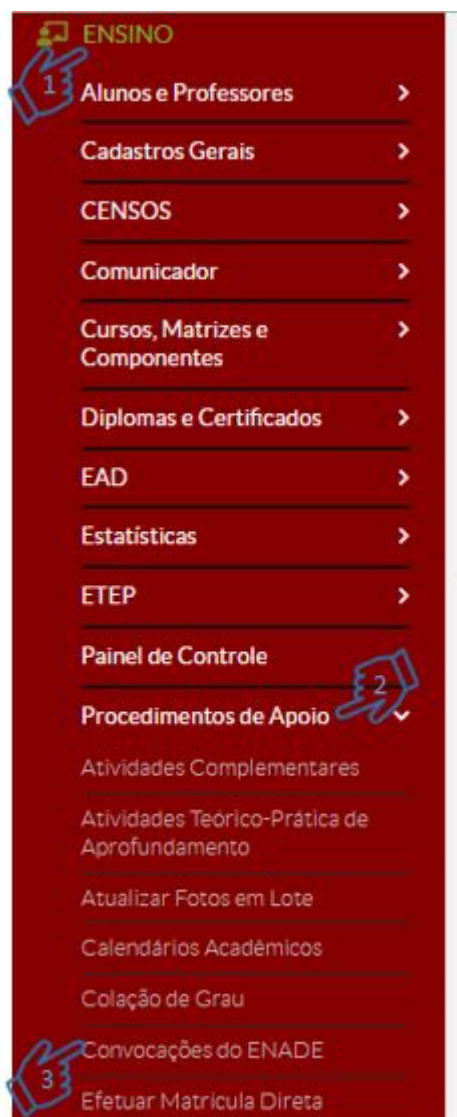 ENSINO
1
Alunos e Professores
Cadastros Gerais
CENSOS
Comunicador
Cursos, Matrizes e
Componentes
Diplomas e Certificados
EAD
Estatísticas
ETEP
Painel de Controle
2
Procedimentos de Apoio
Atividades Complementares
Atividades Teórico-Prática de
Aprofundamento
Atualizar Fotos em Lote
Calendários Acadêmicos
Colação de Grau
Convocações do ENADE
3
Efetuar Matrícula Direta